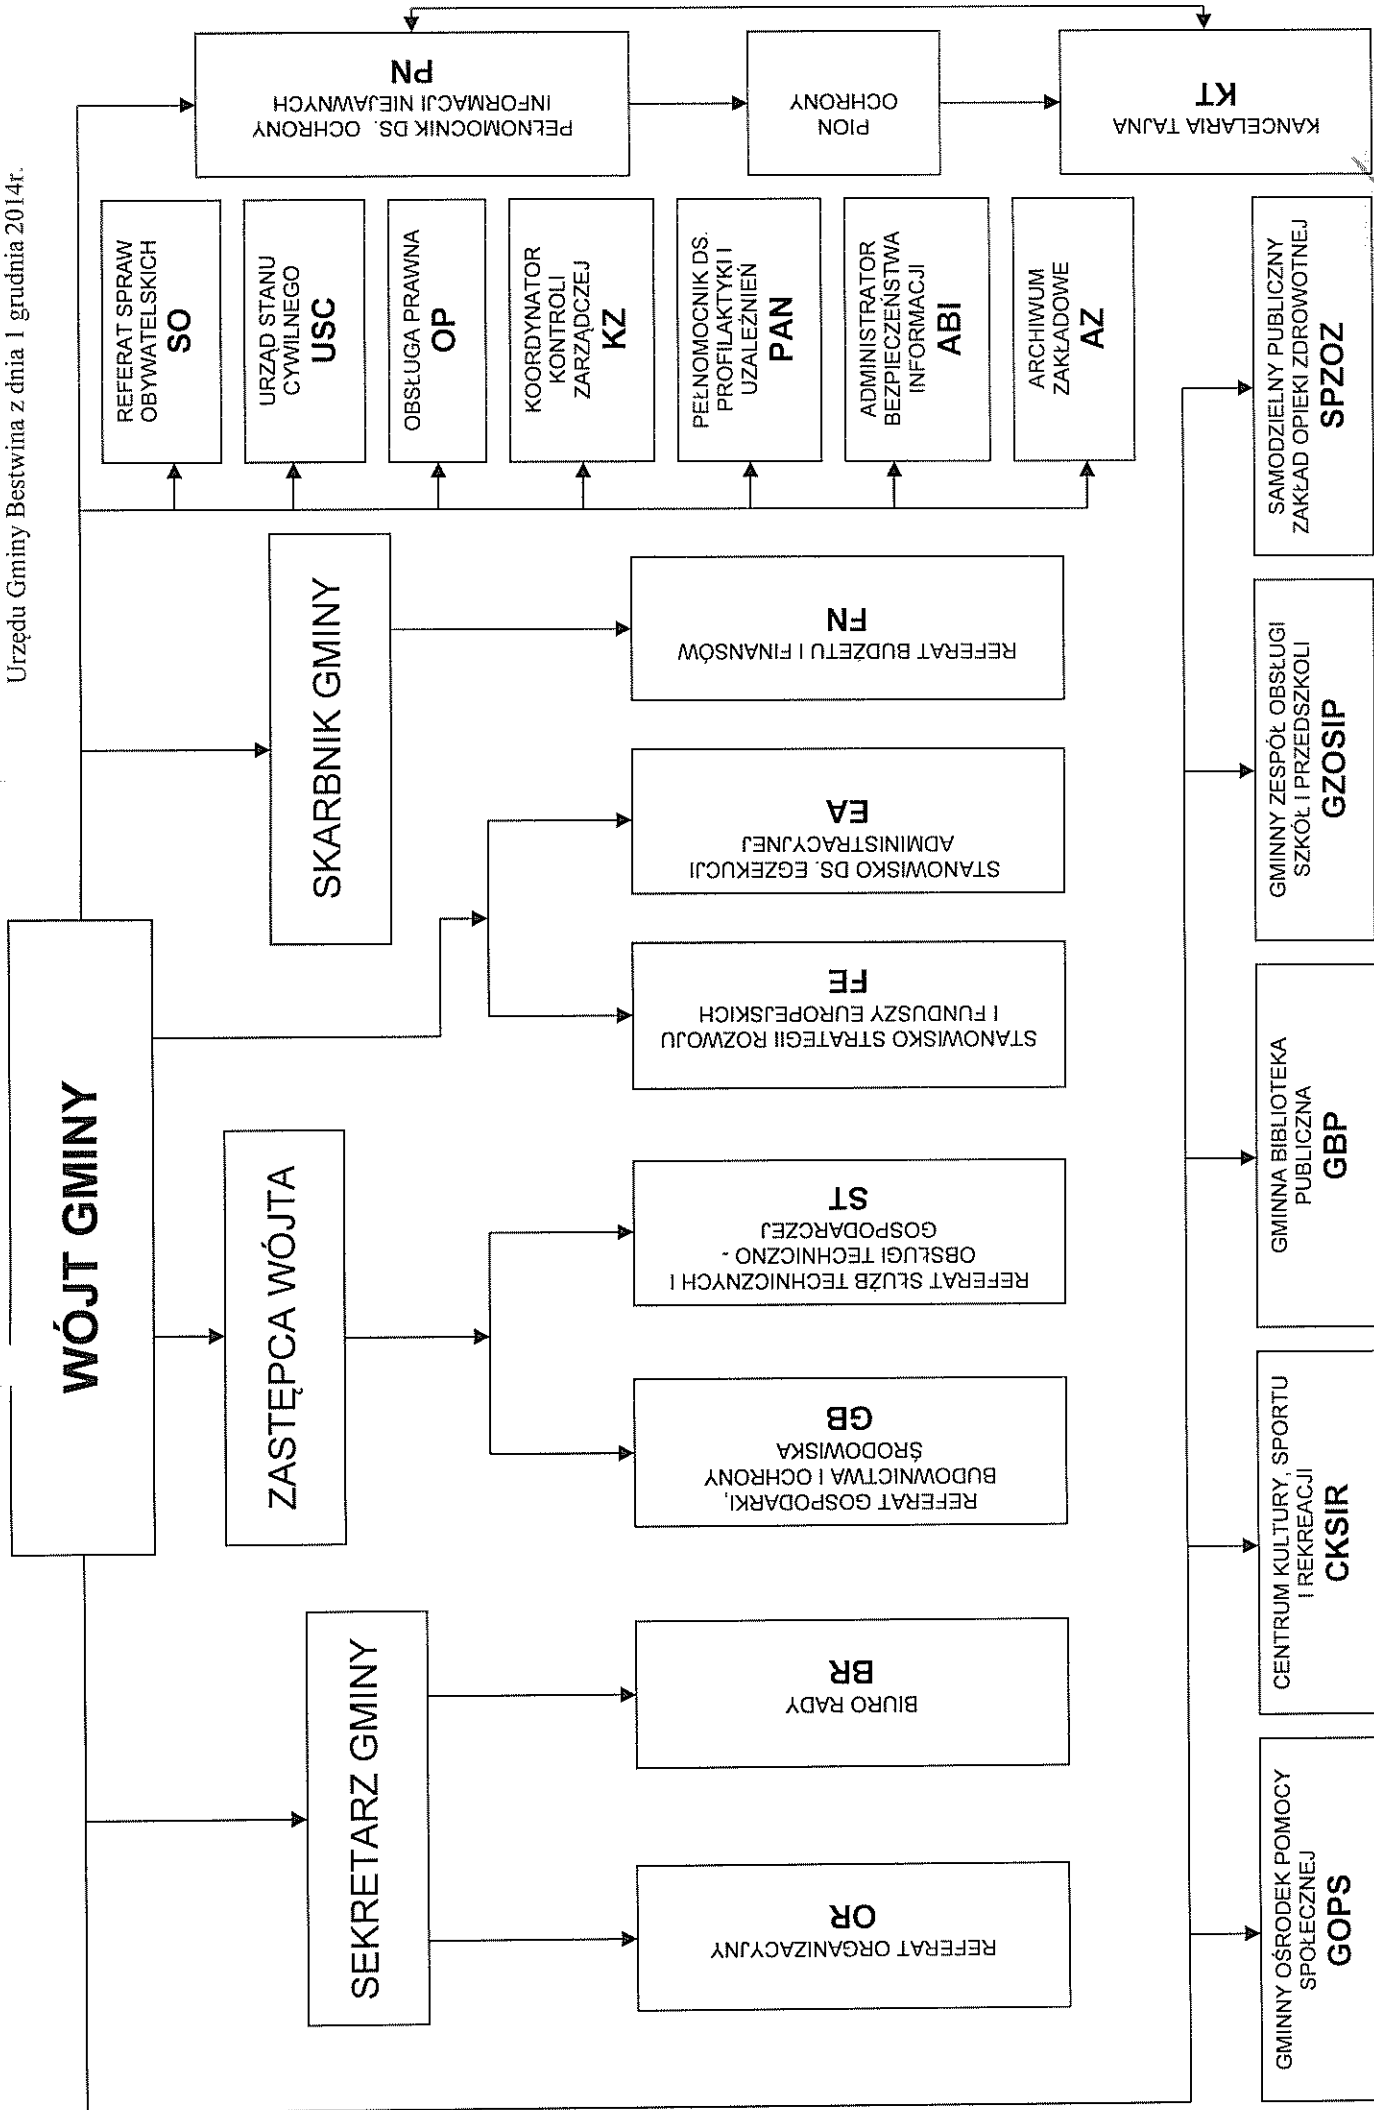 Urzędu Gminy Bestwina z dnia 1 grudnia 2014r.
WÓJT GMINY
SEKRETARZ GMINY
ZASTĘPCA WÓJTA
SKARBNIK GMINY
REFERAT ORGANIZACYJNY
OR
BIURO RADY
BR
REFERAT GOSPODARKI,
BUDOWNICTWA I OCHRONY
ŚRODOWISKA
GB
REFERAT SŁUŻB TECHNICZNYCH I
OBSŁUGI TECHNICZNO -
GOSPODARCZEJ
ST
STANOWISKO STRATEGII ROZWOJU
I FUNDUSZY EUROPEJSKICH
FE
STANOWISKO DS. EGZEKUCJI
ADMINISTRACYJNEJ
EA
REFERAT BUDŻETU I FINANSÓW
FN
REFERAT SPRAW
OBYWATELSKICH
SO
URZĄD STANU
CYWILNEGO
USC
OBSŁUGA PRAWNA
OP
KOORDYNATOR
KONTROLI
ZARZĄDCZEJ
KZ
PEŁNOMOCNIK DS.
PROFILAKTYKI I
UZALEŻNIEŃ
PAN
ADMINISTRATOR
BEZPIECZEŃSTWA
INFORMACJI
ABI
ARCHIWUM
ZAKŁADOWE
AZ
PEŁNOMOCNIK DS. OCHRONY
INFORMACJI NIEJAWNYCH
PN
PION
OCHRONY
KANCELARIA TAJNA
KT
GMINNY OŚRODEK POMOCY
SPOŁECZNEJ
GOPS
CENTRUM KULTURY, SPORTU
I REKREACJI
CKSIR
GMINNA BIBLIOTEKA
PUBLICZNA
GBP
GMINNY ZESPÓŁ OBSŁUGI
SZKÓŁ I PRZEDSZKOLI
GZOSIP
SAMODZIELNY PUBLICZNY
ZAKŁAD OPIEKI ZDROWOTNEJ
SPZOZ